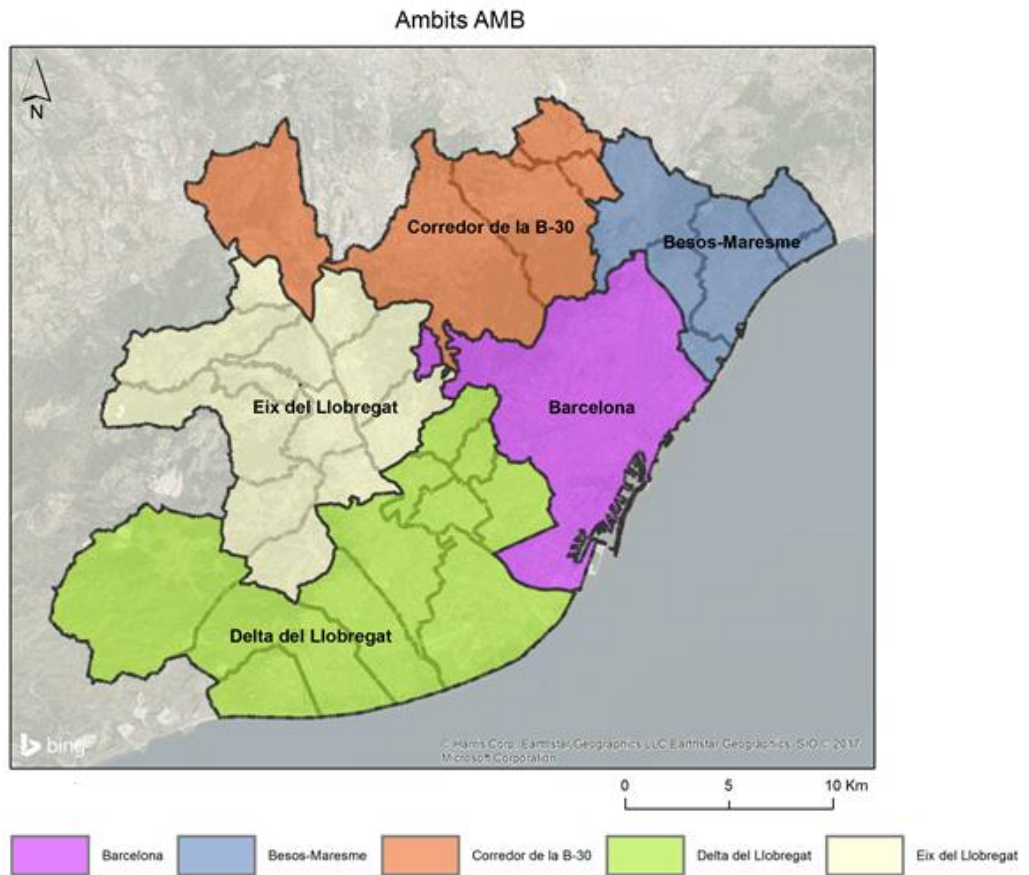 Ambits AMB
N
Corredor de la B-30
Besos-Maresme
Eix del Llobregat
Barcelona
Delta del Llobregat
bing
© Harris Corp, Earthstar Geographics LLC Earthstar Geographics SIO © 2017
Microsoft Corporation
0 5 10 Km
Barcelona Besos-Maresme Corredor de la B-30 Delta del Llobregat Eix del Llobregat